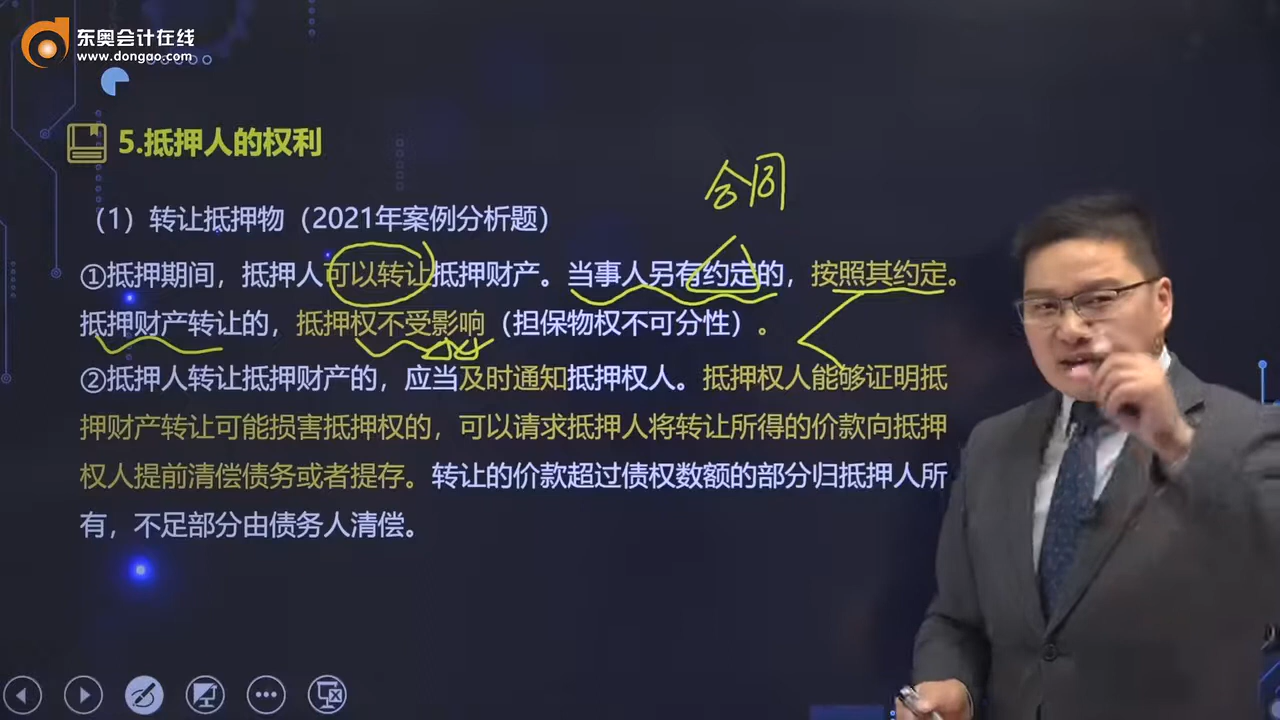 东奥会计在线
www.dongao.com
5.抵押人的权利
合同
（1）转让抵押物（2021年案例分析题）
①抵押期间，抵押人可以转让抵押财产。当事人另有约定的，按照其约定。
抵押财产转让的，抵押权不受影响（担保物权不可分性）。
②抵押人转让抵押财产的，应当及时通知抵押权人。抵押权人能够证明抵
押财产转让可能损害抵押权的，可以请求抵押人将转让所得的价款向抵押
权人提前清偿债务或者提存。转让的价款超过债权数额的部分归抵押人所
有，不足部分由债务人清偿。